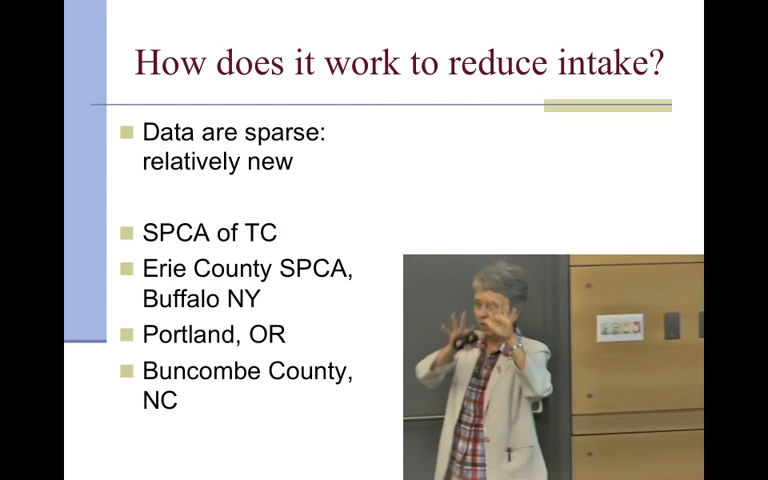 How does it work to reduce intake?
Data are sparse:
relatively new
SPCA of TC
Erie County SPCA,
Buffalo NY
Portland, OR
Buncombe County,
NC